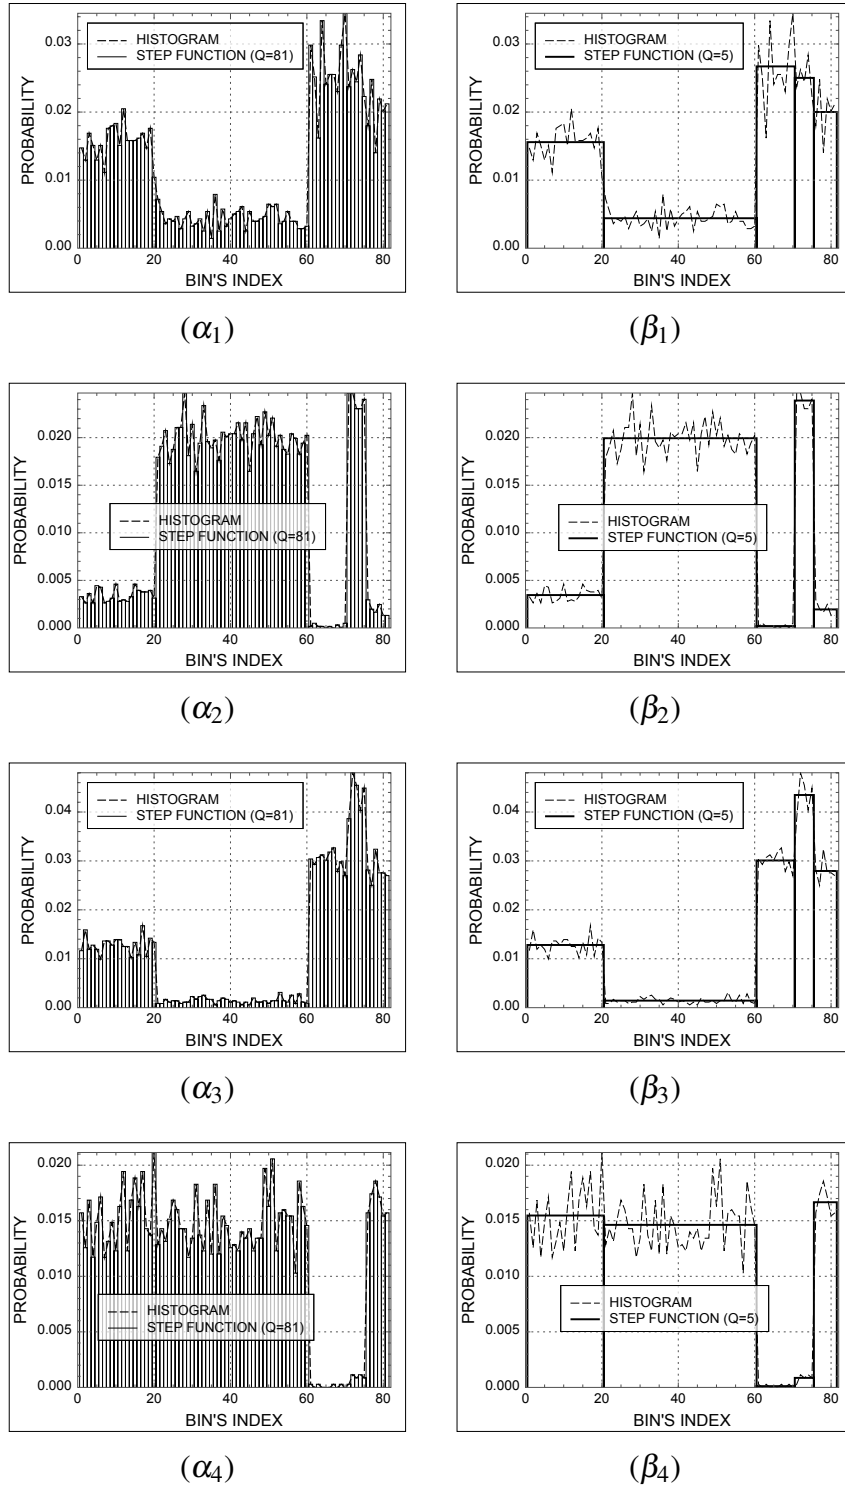 0.03
0.02
0.01
0.00
PROBABILITY
HISTOGRAM
STEP FUNCTION (Q=81)
0 20 40 60 80
BIN'S INDEX
(α1)
0.03
0.02
0.01
0.00
PROBABILITY
HISTOGRAM
STEP FUNCTION (Q=5)
0 20 40 60 80
BIN'S INDEX
(β1)
0.020
0.015
0.010
0.005
0.000
PROBABILITY
HISTOGRAM
STEP FUNCTION (Q=81)
0 20 40 60 80
BIN'S INDEX
(α2)
0.020
0.015
0.010
0.005
0.000
PROBABILITY
HISTOGRAM
STEP FUNCTION (Q=5)
0 20 40 60 80
BIN'S INDEX
(β2)
0.04
0.03
0.02
0.01
0.00
PROBABILITY
HISTOGRAM
STEP FUNCTION (Q=81)
0 20 40 60 80
BIN'S INDEX
(α3)
0.04
0.03
0.02
0.01
0.00
PROBABILITY
HISTOGRAM
STEP FUNCTION (Q=5)
0 20 40 60 80
BIN'S INDEX
(β3)
0.020
0.015
0.010
0.005
0.000
PROBABILITY
HISTOGRAM
STEP FUNCTION (Q=81)
0 20 40 60 80
BIN'S INDEX
(α4)
0.020
0.015
0.010
0.005
0.000
PROBABILITY
HISTOGRAM
STEP FUNCTION (Q=5)
0 20 40 60 80
BIN'S INDEX
(β4)